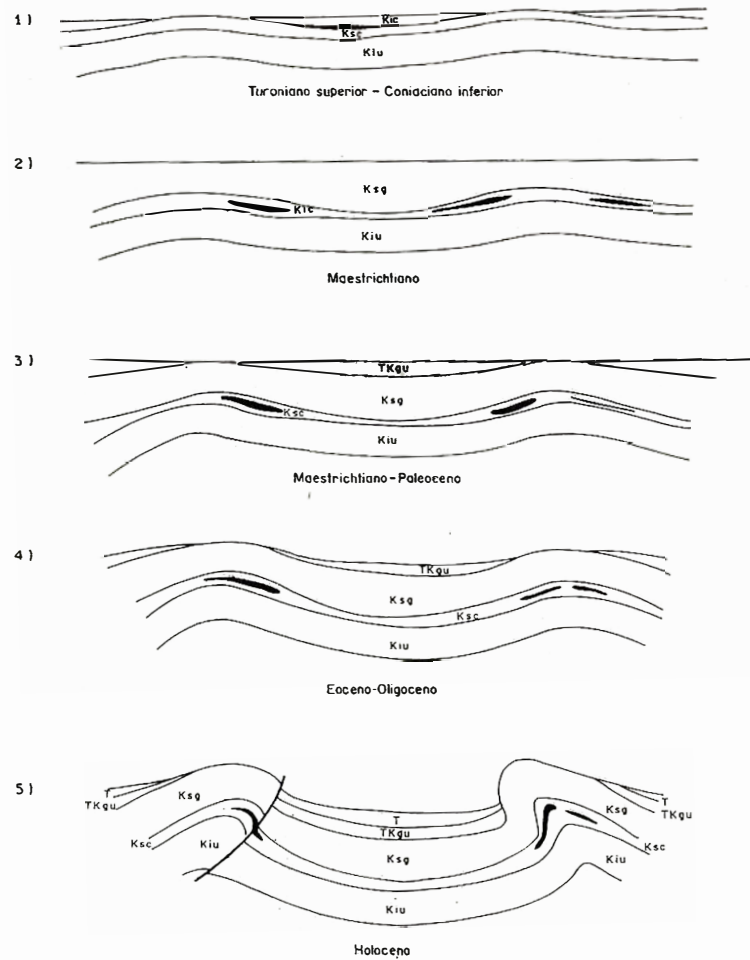 1)
Kic
Ksc
Kiu
Turoniano superior - Coniaciano inferior
2)
Ksg
Kic
Kiu
Maestrichtiano
3)
TKgu
Ksg
Ksc
Kiu
Maestrichtiano-Paleoceno
4)
TKgu
Ksg
Ksc
Kiu
Eoceno-Oligoceno
5)
T
TKgu
Ksg
Ksc
Kiu
T
TKgu
Ksg
Kiu
Ksg
T
TKgu
Ksc
Kiu
Holoceno